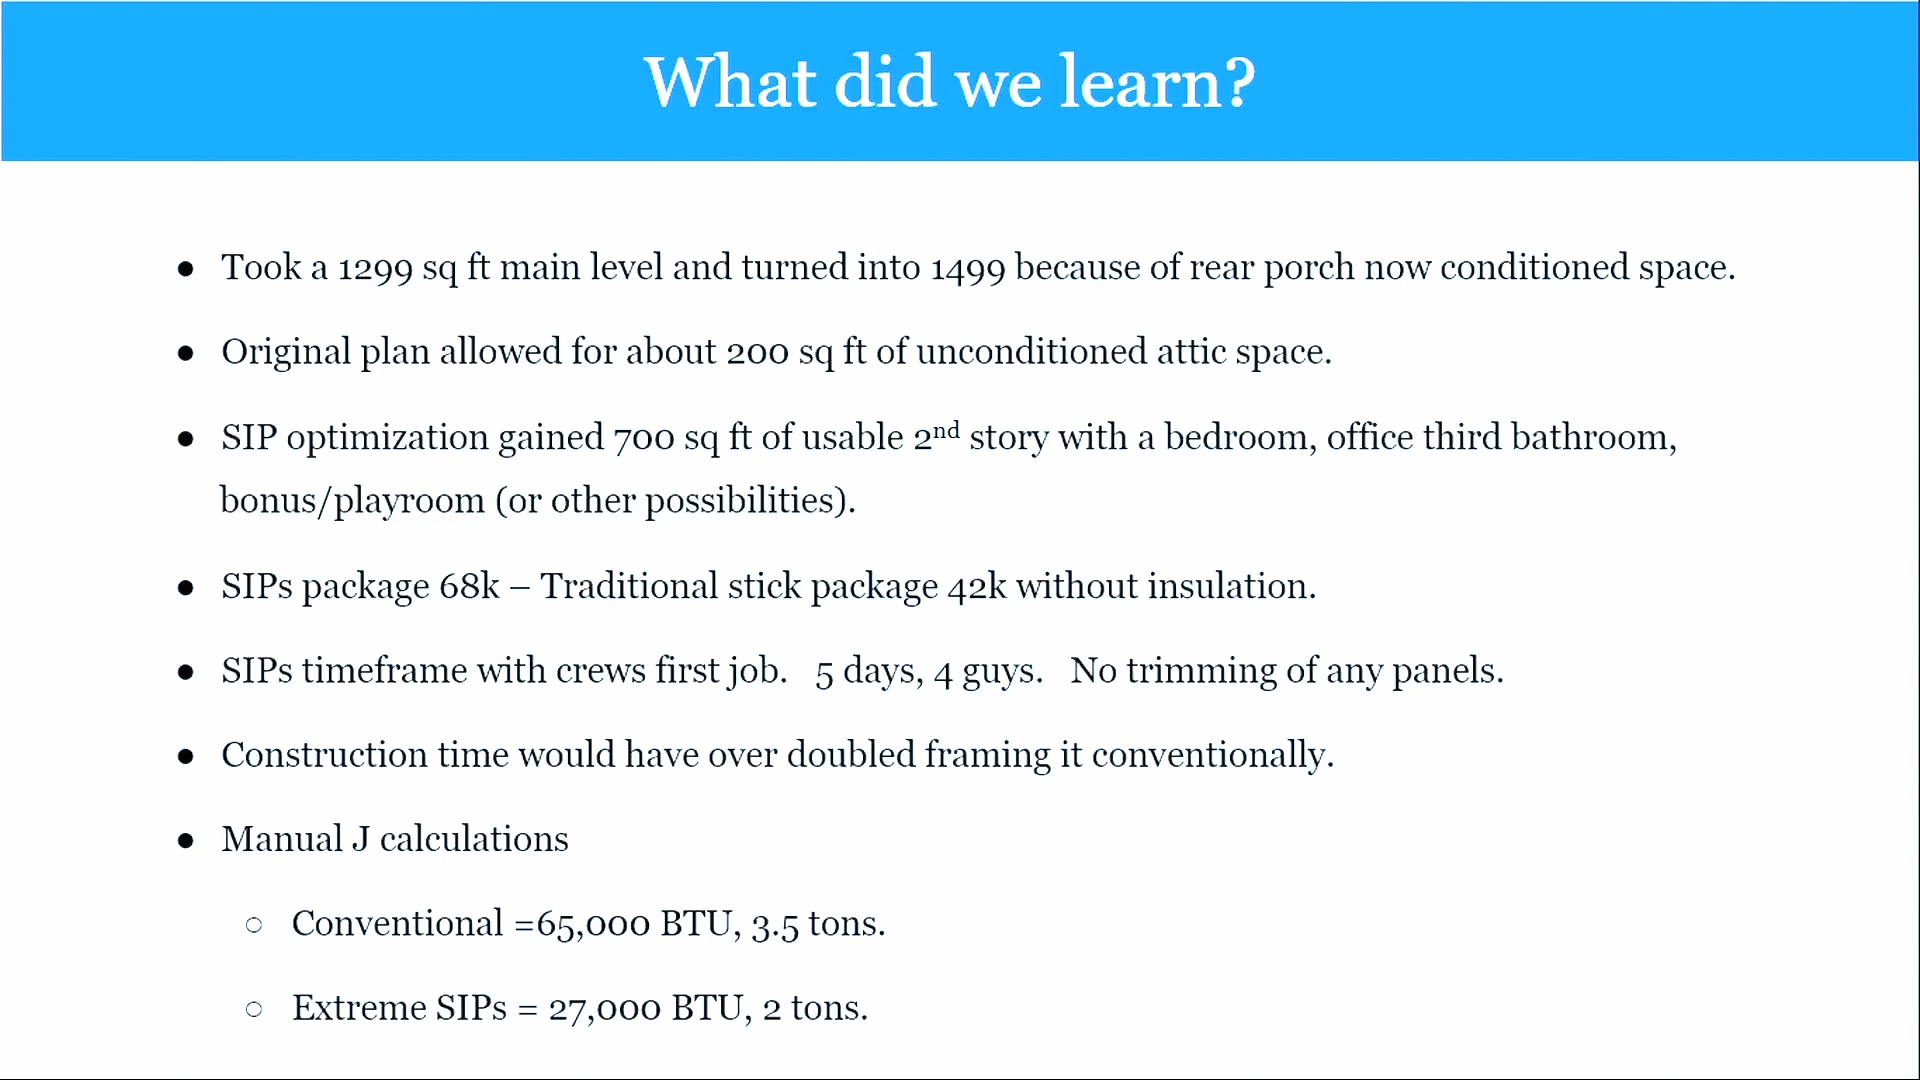 What did we learn?
● Took a 1299 sq ft main level and turned into 1499 because of rear porch now conditioned space.
● Original plan allowed for about 200 sq ft of unconditioned attic space.
● SIP optimization gained 700 sq ft of usable 2nd story with a bedroom, office third bathroom,
bonus/playroom (or other possibilities).
● SIPs package 68k – Traditional stick package 42k without insulation.
● SIPs timeframe with crews first job.   5 days, 4 guys.   No trimming of any panels.
● Construction time would have over doubled framing it conventionally.
● Manual J calculations
○ Conventional =65,000 BTU, 3.5 tons.
○ Extreme SIPs = 27,000 BTU, 2 tons.